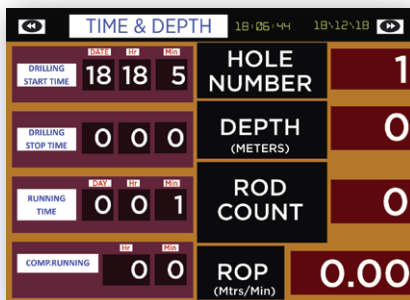 TIME & DEPTH 18:06:44 18\12\18
DATE Hr Min
DRILLING START TIME 18 18 5
HOLE NUMBER 1
DRILLING STOP TIME 0 0 0
DEPTH (METERS) 0
DAY Hr Min
RUNNING TIME 0 0 1
ROD COUNT 0
Hr Min
COMP.RUNNING 0 0
ROP (Mtrs/Min) 0.00